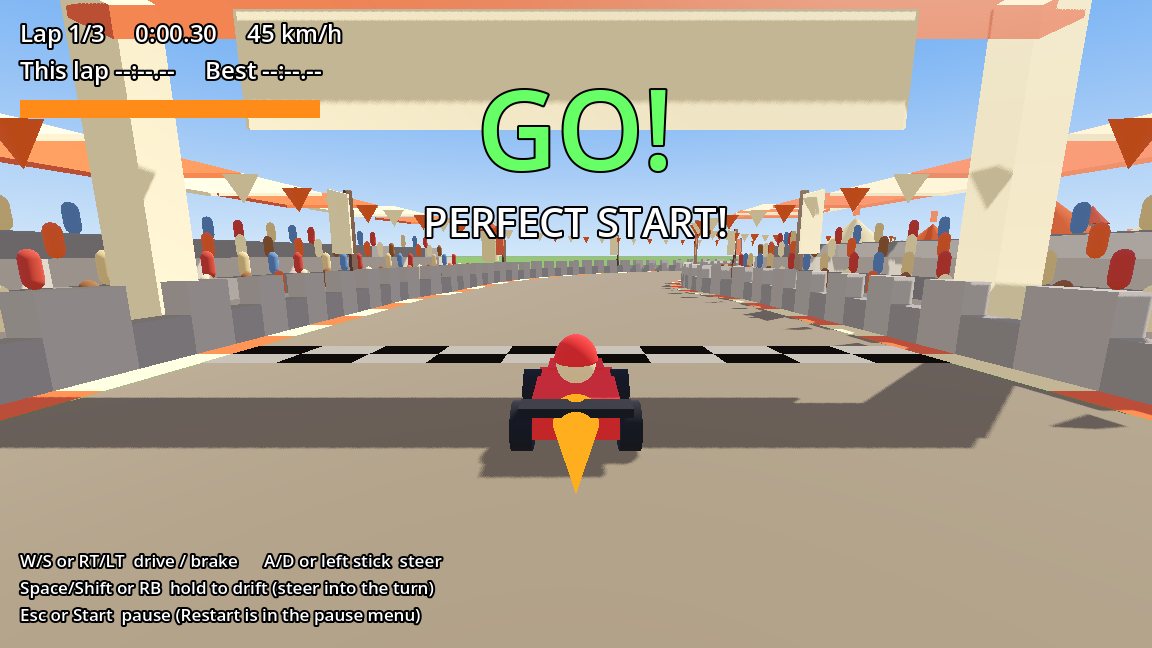 Lap 1/3 0:00.30 45 km/h
This lap --:--.-- Best --:--.--
GO!
PERFECT START!
W/S or RT/LT drive / brake A/D or left stick steer
Space/Shift or RB hold to drift (steer into the turn)
Esc or Start pause (Restart is in the pause menu)